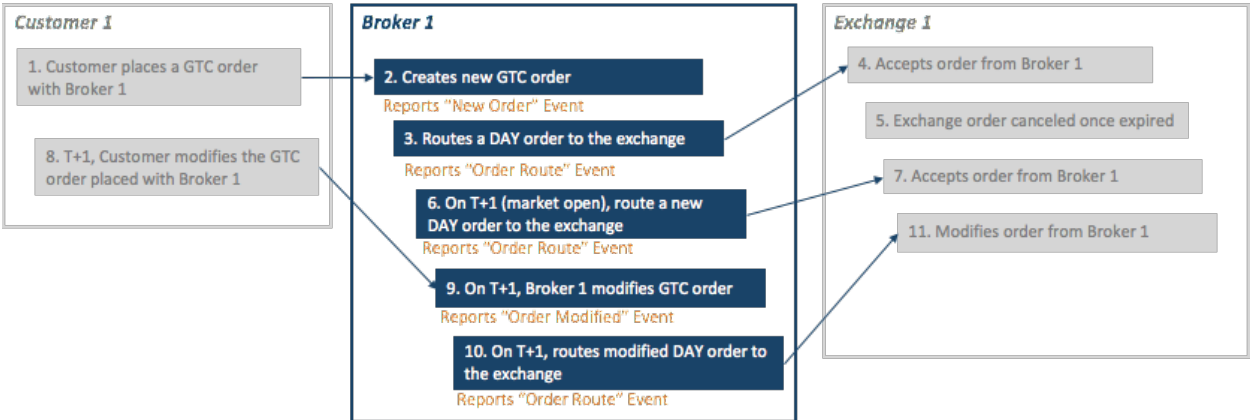 Customer 1
1. Customer places a GTC order
with Broker 1
8. T+1, Customer modifies the GTC
order placed with Broker 1
Broker 1
2. Creates new GTC order
Reports "New Order" Event
3. Routes a DAY order to the exchange
Reports "Order Route" Event
6. On T+1 (market open), route a new
DAY order to the exchange
Reports "Order Route" Event
9. On T+1, Broker 1 modifies GTC order
Reports "Order Modified" Event
10. On T+1, routes modified DAY order to
the exchange
Reports "Order Route" Event
Exchange 1
4. Accepts order from Broker 1
5. Exchange order canceled once expired
7. Accepts order from Broker 1
11. Modifies order from Broker 1